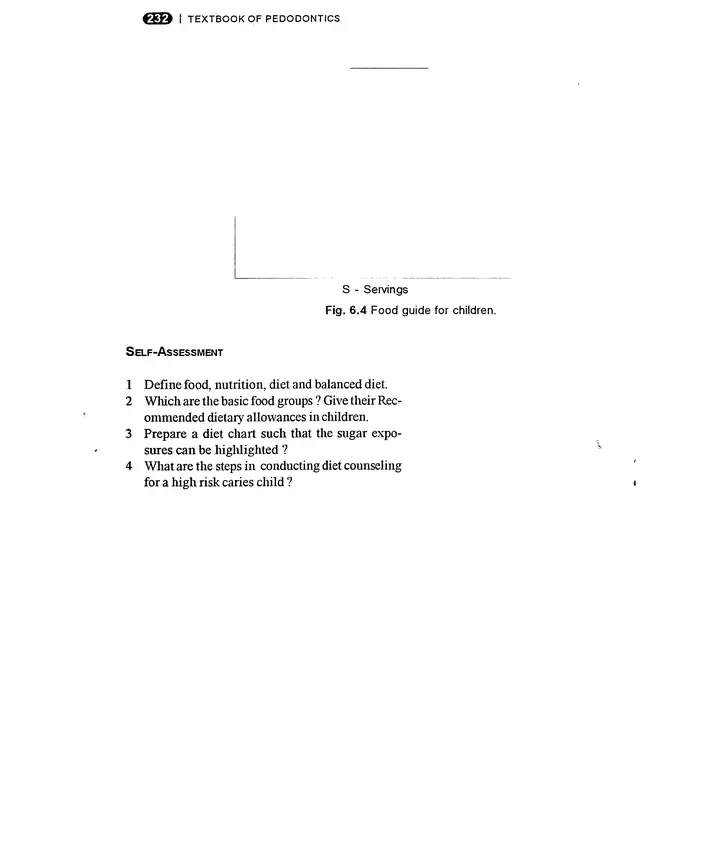 232 | TEXTBOOK OF PEDODONTICS
S - Servings
Fig. 6.4 Food guide for children.
SELF-ASSESSMENT
1 Define food, nutrition, diet and balanced diet.
2 Which are the basic food groups ? Give their Rec-
ommended dietary allowances in children.
3 Prepare a diet chart such that the sugar expo-
sures can be highlighted ?
4 What are the steps in conducting diet counseling
for a high risk caries child ?